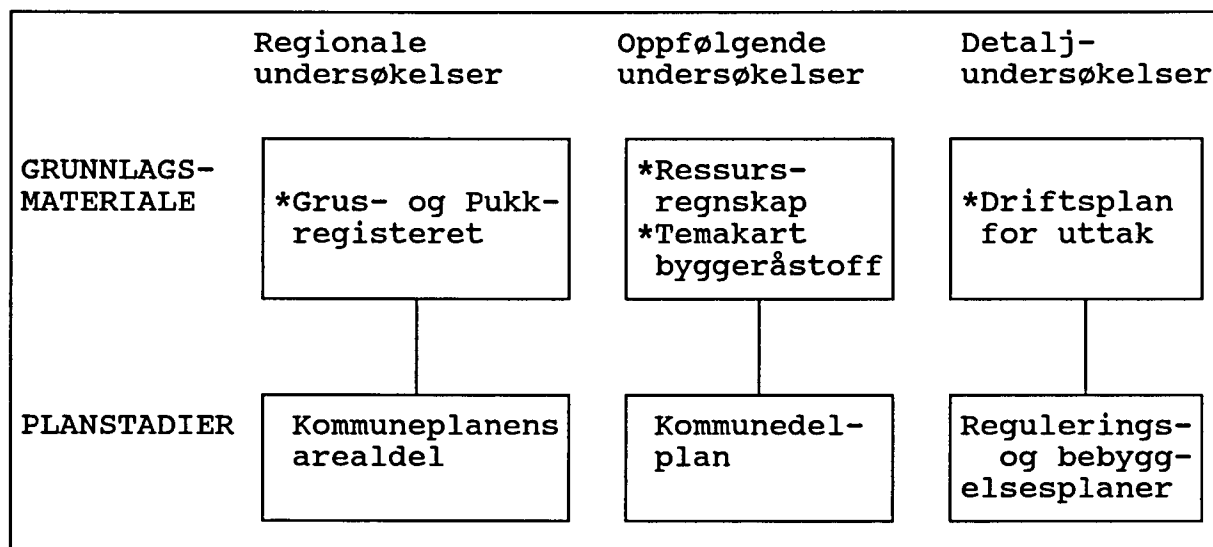 Regionale
undersøkelser
Oppfølgende
undersøkelser
Detalj-
undersøkelser
GRUNNLAGS-
MATERIALE
*Grus- og Pukk-
registeret
*Ressurs-
regnskap
*Temakart
byggeråstoff
*Driftsplan
for uttak
PLANSTADIER
Kommuneplanens
arealdel
Kommunedel-
plan
Regulerings-
og bebygg-
elsesplaner